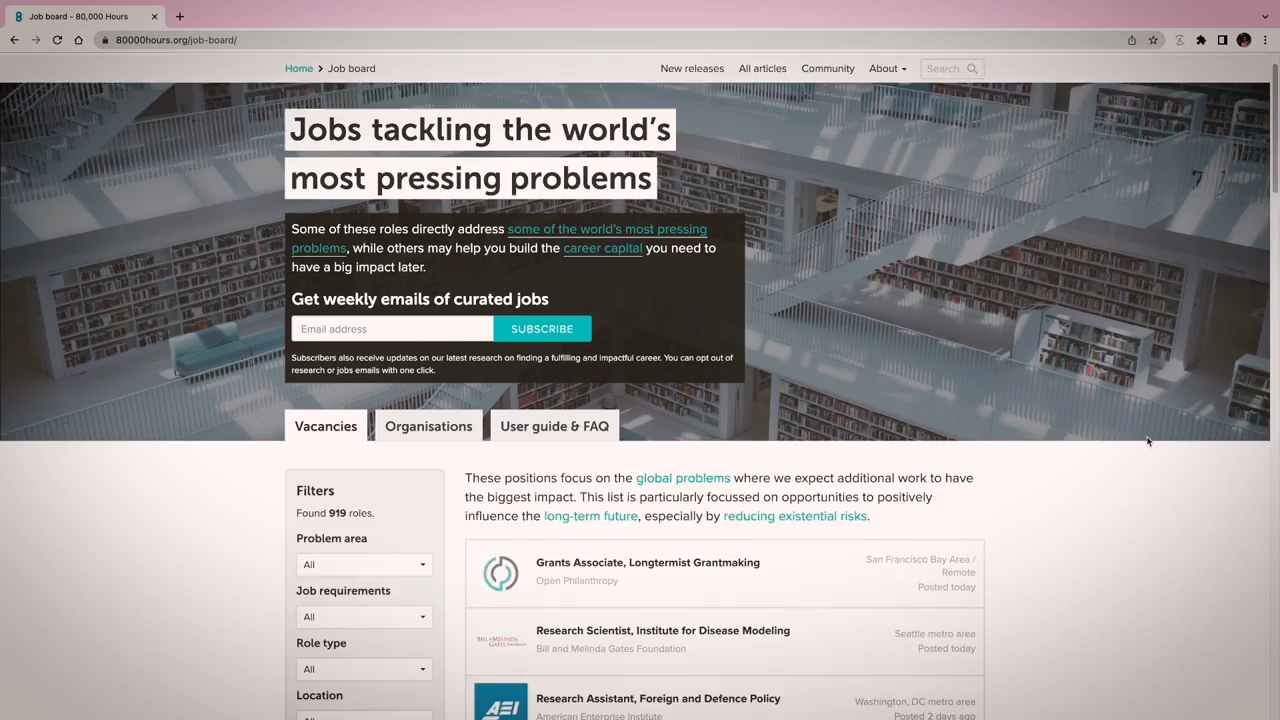 Job board - 80,000 Hours
80000hours.org/job-board/
Home > Job board
New releases
All articles
Community
About
Search
Jobs tackling the world's
most pressing problems
Some of these roles directly address some of the world's most pressing
problems, while others may help you build the career capital you need to
have a big impact later.
Get weekly emails of curated jobs
Email address
SUBSCRIBE
Subscribers also receive updates on our latest research on finding a fulfilling and impactful career. You can opt out of
research or jobs emails with one click.
Vacancies
Organisations
User guide & FAQ
Filters
Found 919 roles.
Problem area
All
Job requirements
All
Role type
All
Location
These positions focus on the global problems where we expect additional work to have
the biggest impact. This list is particularly focussed on opportunities to positively
influence the long-term future, especially by reducing existential risks.
Grants Associate, Longtermist Grantmaking
Open Philanthropy
San Francisco Bay Area /
Remote
Posted today
BILL & MELINDA
GATES foundation
Research Scientist, Institute for Disease Modeling
Bill and Melinda Gates Foundation
Seattle metro area
Posted today
AEI
Research Assistant, Foreign and Defence Policy
American Enterprise Institute
Washington, DC metro area
Posted 2 days ago